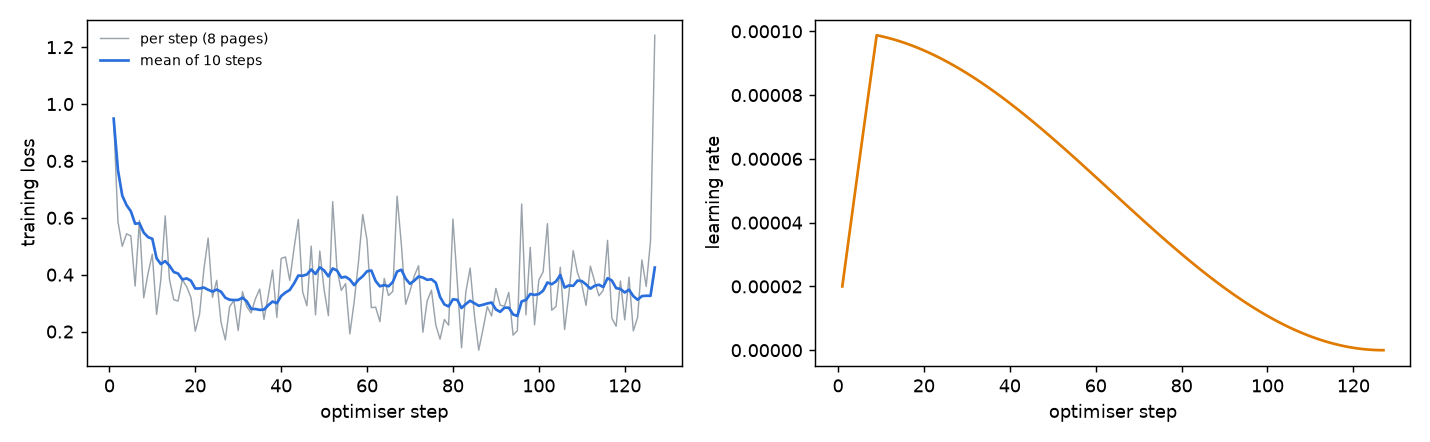 per step (8 pages)
mean of 10 steps
1.2
1.0
0.8
0.6
0.4
0.2
training loss
0 20 40 60 80 100 120
optimiser step
0.00010
0.00008
0.00006
0.00004
0.00002
0.00000
learning rate
0 20 40 60 80 100 120
optimiser step